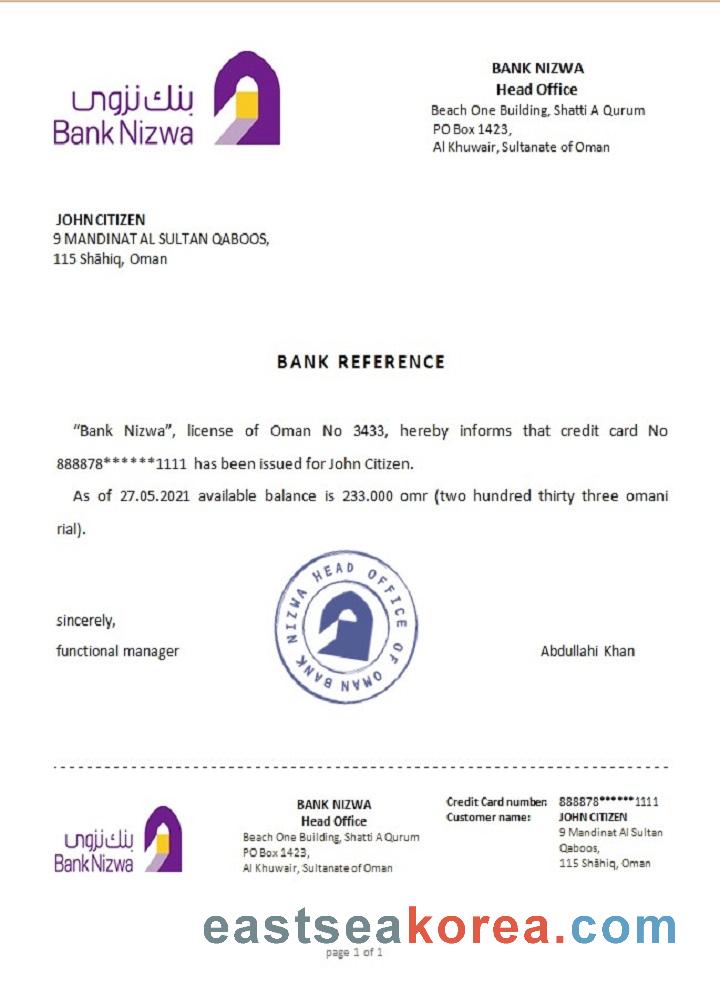 بنك نزوى
Bank Nizwa
BANK NIZWA
Head Office
Beach One Building, Shatti A Qurum
PO Box 1423,
Al Khuwair, Sultanate of Oman
JOHN CITIZEN
9 MANDINAT AL SULTAN QABOOS,
115 Shāhiq, Oman
BANK REFERENCE
“Bank Nizwa”, license of Oman No 3433, hereby informs that credit card No
888878******1111 has been issued for John Citizen.
As of 27.05.2021 available balance is 233.000 omr (two hundred thirty three omani
rial).
NIZWA HEAD OFFICE OF OMAN BANK
sincerely,
functional manager
Abdullahi Khan
بنك نزوى
Bank Nizwa
BANK NIZWA
Head Office
Beach One Building, Shatti A Qurum
PO Box 1423,
Al Khuwair, Sultanate of Oman
Credit Card number: 888878******1111
Customer name: JOHN CITIZEN
9 Mandinat Al Sultan
Qaboos,
115 Shāhiq, Oman
eastseakorea.com
page 1 of 1